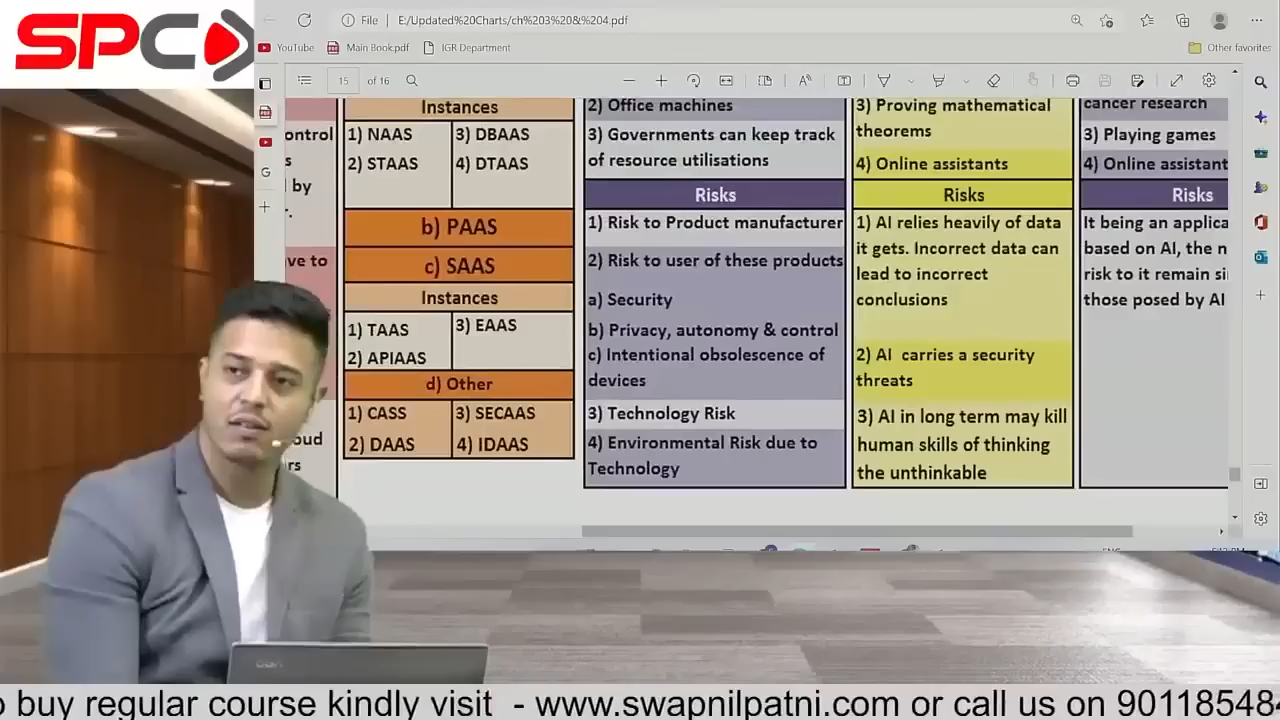 SPC
File
E:/Updated%20Charts/ch%203%20&%204.pdf
YouTube
Main Book.pdf
IGR Department
Other favorites
15 of 16
ontrol
s
l by
r.
ve to
oud
rs
Instances
1) NAAS
3) DBAAS
2) STAAS
4) DTAAS
b) PAAS
c) SAAS
Instances
1) TAAS
3) EAAS
2) APIAAS
d) Other
1) CASS
3) SECAAS
2) DAAS
4) IDAAS
2) Office machines
3) Governments can keep track
of resource utilisations
Risks
1) Risk to Product manufacturer
2) Risk to user of these products
a) Security
b) Privacy, autonomy & control
c) Intentional obsolescence of
devices
3) Technology Risk
4) Environmental Risk due to
Technology
3) Proving mathematical
theorems
4) Online assistants
Risks
1) AI relies heavily of data
it gets. Incorrect data can
lead to incorrect
conclusions
2) AI carries a security
threats
3) AI in long term may kill
human skills of thinking
the unthinkable
cancer research
3) Playing games
4) Online assistant
Risks
It being an applica
based on AI, the n
risk to it remain si
those posed by AI
o buy regular course kindly visit - www.swapnilpatni.com or call us on 90118548